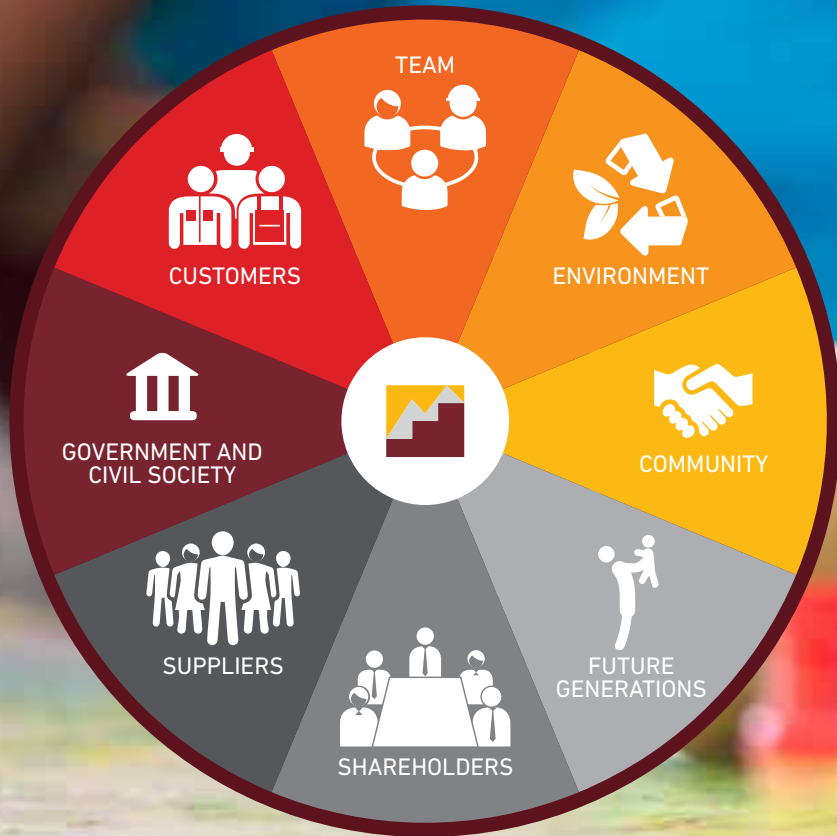 TEAM
ENVIRONMENT
COMMUNITY
FUTURE
GENERATIONS
SHAREHOLDERS
SUPPLIERS
GOVERNMENT AND
CIVIL SOCIETY
CUSTOMERS